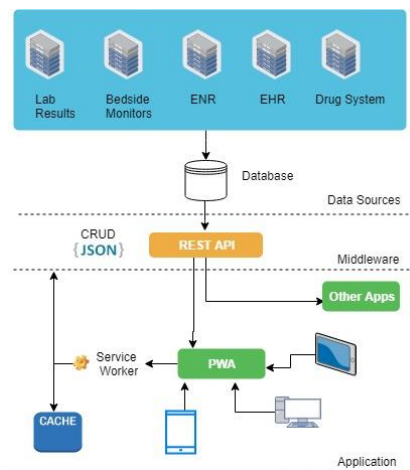 Lab
Results
Bedside
Monitors
ENR
EHR
Drug System
Database
Data Sources
CRUD
{JSON}
REST API
Middleware
Other Apps
Service
Worker
PWA
CACHE
Application